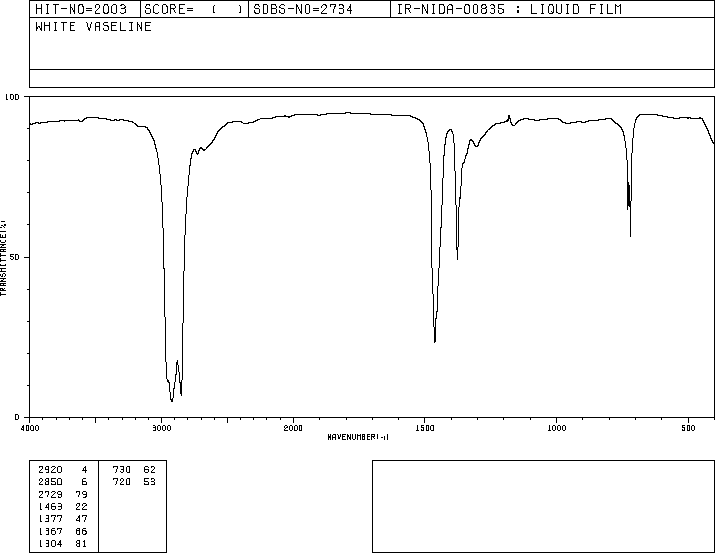 HIT-NO=2003 SCORE= ( ) SDBS-NO=2734 IR-NIDA-00835 : LIQUID FILM
WHITE VASELINE
100
50
0
TRANSMITTANCE(%)
4000 3000 2000 1500 1000 500
WAVENUMBER(-1)
2920 4 730 62
2850 6 720 53
2729 79
1463 22
1377 47
1367 66
1304 81